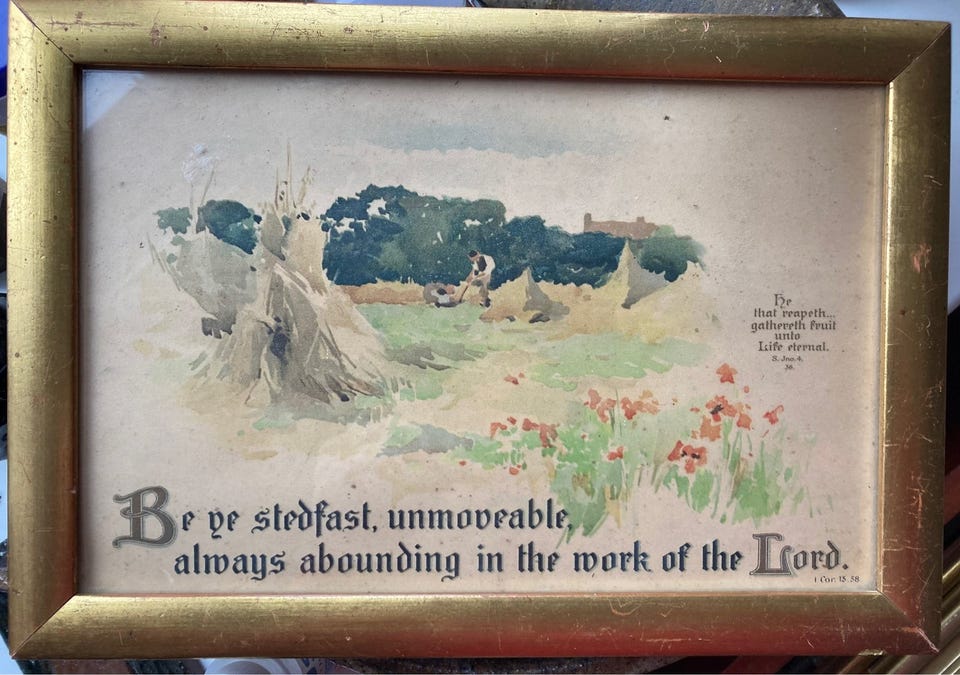 He
that reapeth...
gathereth fruit
unto
Life eternal.
S. Jno. 4.
36.
Be ye stedfast, unmoveable,
always abounding in the work of the Lord.
1 Cor. 15. 58